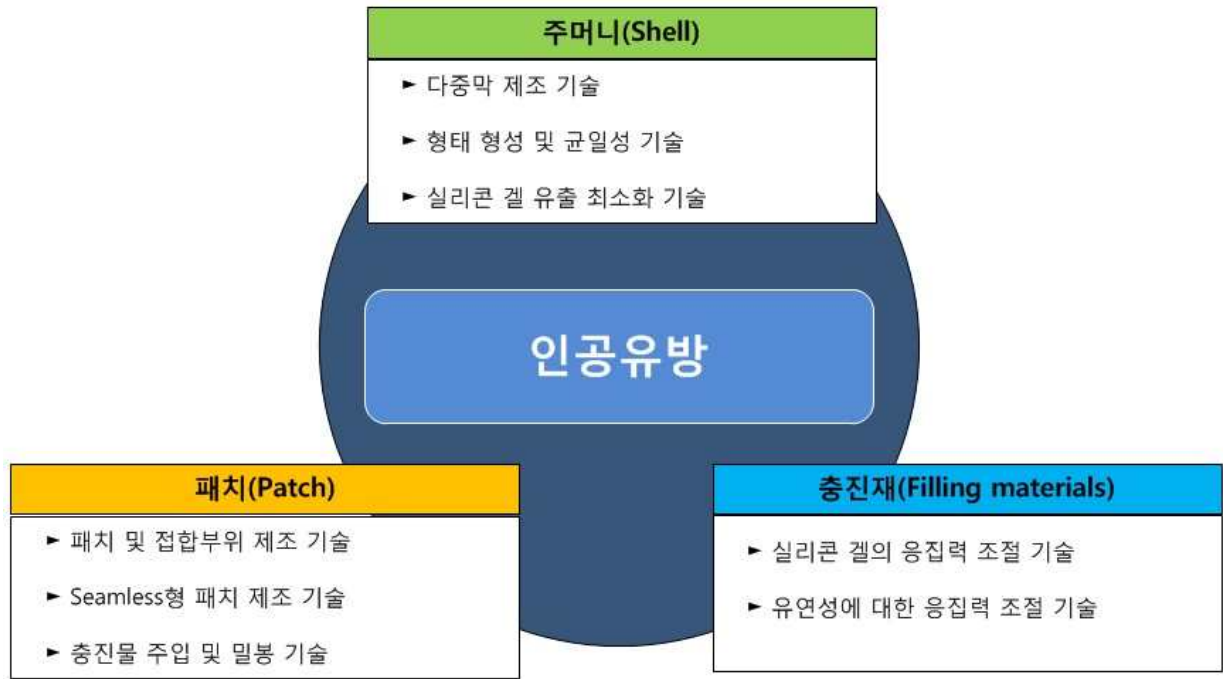 주머니(Shell)
► 다중막 제조 기술
► 형태 형성 및 균일성 기술
► 실리콘 겔 유출 최소화 기술
인공유방
패치(Patch)
► 패치 및 접합부위 제조 기술
► Seamless형 패치 제조 기술
► 충진물 주입 및 밀봉 기술
충진재(Filling materials)
► 실리콘 겔의 응집력 조절 기술
► 유연성에 대한 응집력 조절 기술